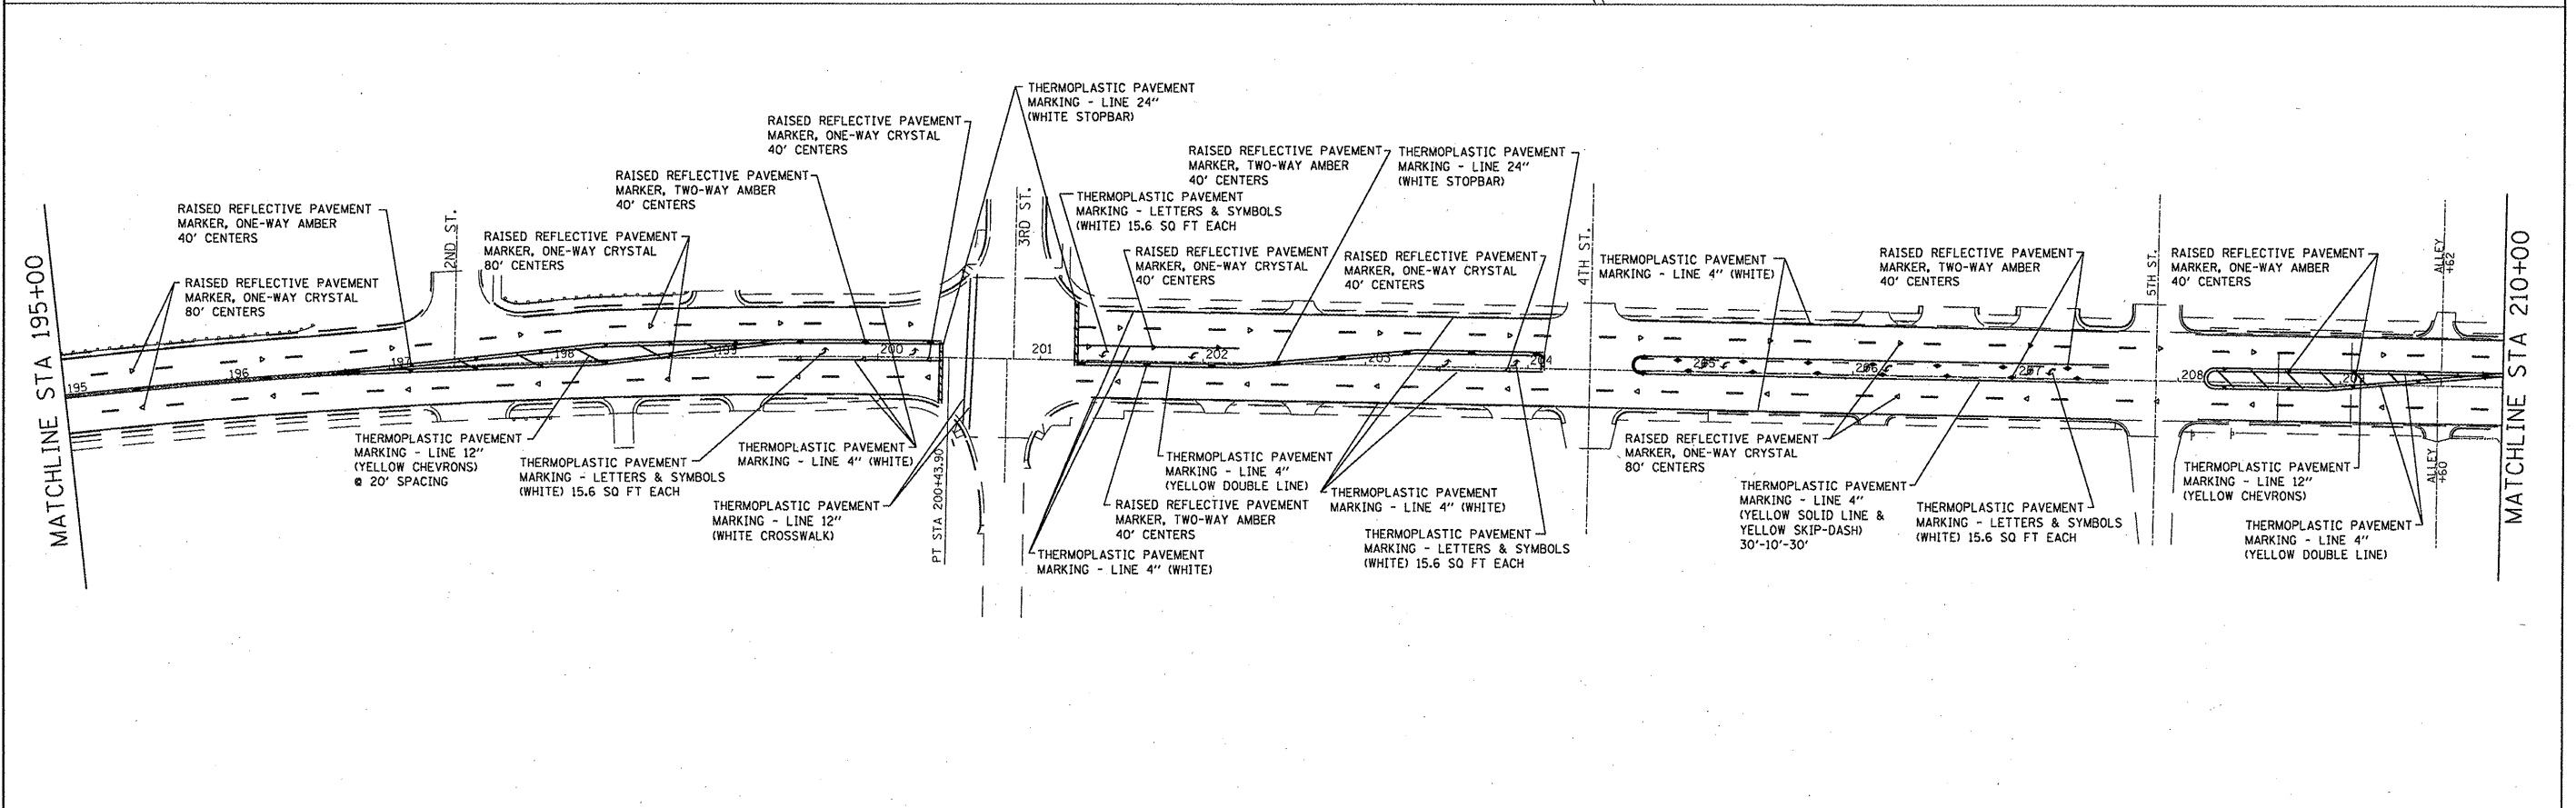 MATCHLINE STA 195+00
RAISED REFLECTIVE PAVEMENT
MARKER, ONE-WAY AMBER
40' CENTERS
RAISED REFLECTIVE PAVEMENT
MARKER, ONE-WAY CRYSTAL
80' CENTERS
2ND ST.
RAISED REFLECTIVE PAVEMENT
MARKER, ONE-WAY CRYSTAL
80' CENTERS
RAISED REFLECTIVE PAVEMENT
MARKER, TWO-WAY AMBER
40' CENTERS
RAISED REFLECTIVE PAVEMENT
MARKER, ONE-WAY CRYSTAL
40' CENTERS
THERMOPLASTIC PAVEMENT
MARKING - LINE 24"
(WHITE STOPBAR)
3RD ST.
THERMOPLASTIC PAVEMENT
MARKING - LETTERS & SYMBOLS
(WHITE) 15.6 SQ FT EACH
RAISED REFLECTIVE PAVEMENT
MARKER, TWO-WAY AMBER
40' CENTERS
THERMOPLASTIC PAVEMENT
MARKING - LINE 24"
(WHITE STOPBAR)
RAISED REFLECTIVE PAVEMENT
MARKER, ONE-WAY CRYSTAL
40' CENTERS
RAISED REFLECTIVE PAVEMENT
MARKER, ONE-WAY CRYSTAL
40' CENTERS
4TH ST.
THERMOPLASTIC PAVEMENT
MARKING - LINE 4" (WHITE)
RAISED REFLECTIVE PAVEMENT
MARKER, TWO-WAY AMBER
40' CENTERS
5TH ST.
RAISED REFLECTIVE PAVEMENT
MARKER, ONE-WAY AMBER
40' CENTERS
ALLEY
+62
MATCHLINE STA 210+00
195
196
197
198
199
200
201
202
203
204
205
206
207
208
209
THERMOPLASTIC PAVEMENT
MARKING - LINE 12"
(YELLOW CHEVRONS)
@ 20' SPACING
THERMOPLASTIC PAVEMENT
MARKING - LETTERS & SYMBOLS
(WHITE) 15.6 SQ FT EACH
THERMOPLASTIC PAVEMENT
MARKING - LINE 4" (WHITE)
THERMOPLASTIC PAVEMENT
MARKING - LINE 12"
(WHITE CROSSWALK)
PT STA 200+43.90
THERMOPLASTIC PAVEMENT
MARKING - LINE 4"
(YELLOW DOUBLE LINE)
RAISED REFLECTIVE PAVEMENT
MARKER, TWO-WAY AMBER
40' CENTERS
THERMOPLASTIC PAVEMENT
MARKING - LINE 4" (WHITE)
THERMOPLASTIC PAVEMENT
MARKING - LINE 4" (WHITE)
THERMOPLASTIC PAVEMENT
MARKING - LETTERS & SYMBOLS
(WHITE) 15.6 SQ FT EACH
RAISED REFLECTIVE PAVEMENT
MARKER, ONE-WAY CRYSTAL
80' CENTERS
THERMOPLASTIC PAVEMENT
MARKING - LINE 4"
(YELLOW SOLID LINE &
YELLOW SKIP-DASH)
30'-10'-30'
THERMOPLASTIC PAVEMENT
MARKING - LETTERS & SYMBOLS
(WHITE) 15.6 SQ FT EACH
THERMOPLASTIC PAVEMENT
MARKING - LINE 12"
(YELLOW CHEVRONS)
THERMOPLASTIC PAVEMENT
MARKING - LINE 4"
(YELLOW DOUBLE LINE)
ALLEY
+60